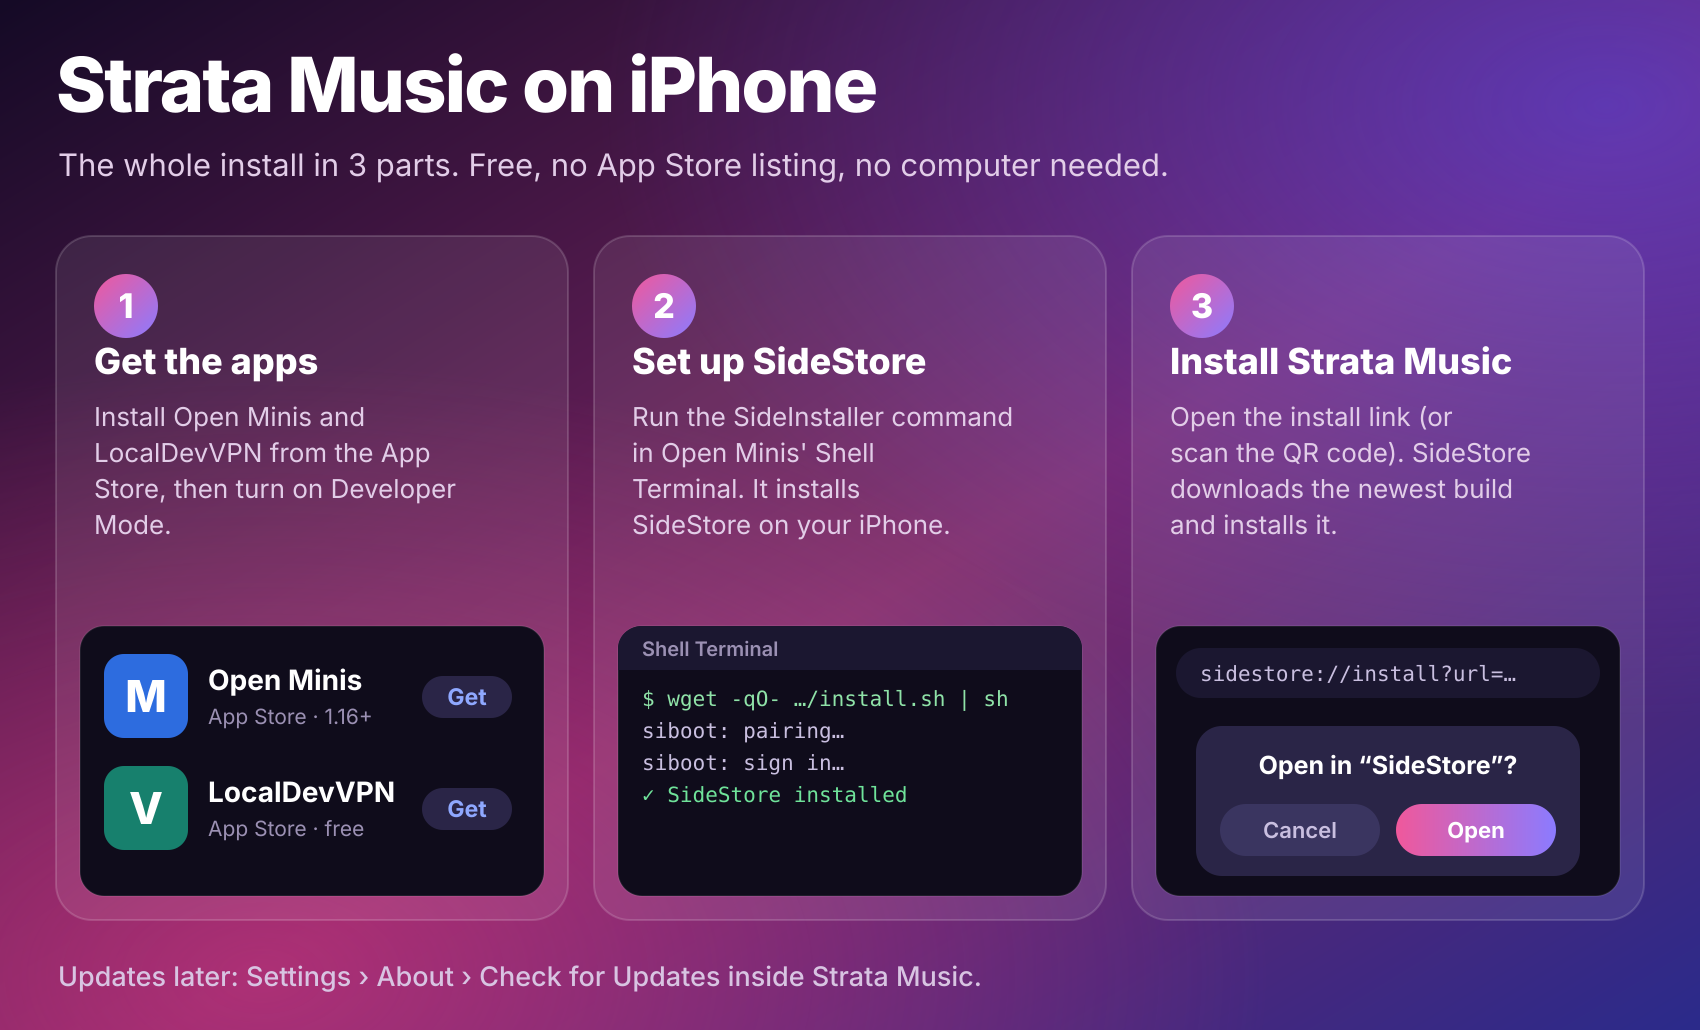 Strata Music on iPhone
The whole install in 3 parts. Free, no App Store listing, no computer needed.
1
Get the apps
Install Open Minis and
LocalDevVPN from the App
Store, then turn on Developer
Mode.
M
Open Minis
App Store · 1.16+
Get
V
LocalDevVPN
App Store · free
Get
2
Set up SideStore
Run the SideInstaller command
in Open Minis' Shell
Terminal. It installs
SideStore on your iPhone.
Shell Terminal
$ wget -qO- …/install.sh | sh
siboot: pairing…
siboot: sign in…
✓ SideStore installed
3
Install Strata Music
Open the install link (or
scan the QR code). SideStore
downloads the newest build
and installs it.
sidestore://install?url=…
Open in “SideStore”?
Cancel
Open
Updates later: Settings › About › Check for Updates inside Strata Music.